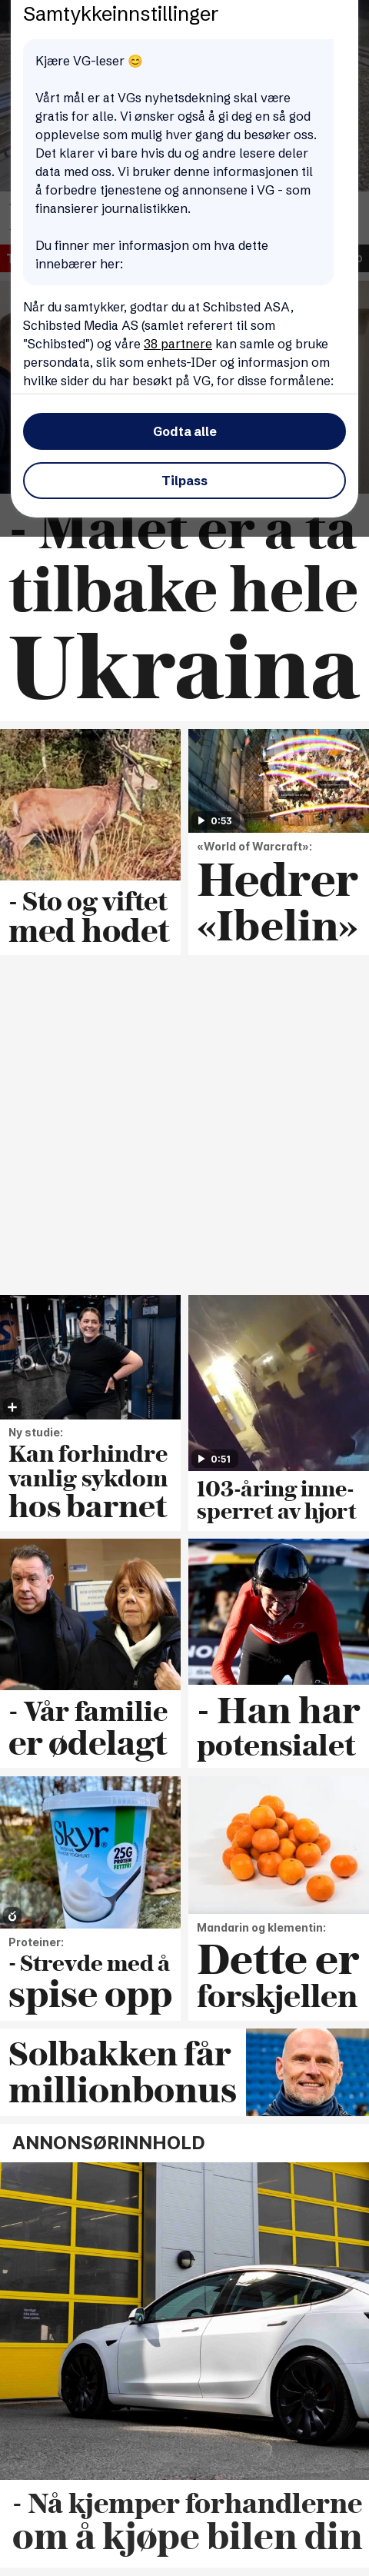 Samtykkeinnstillinger
Kjære VG-leser 😊
Vårt mål er at VGs nyhetsdekning skal være
gratis for alle. Vi ønsker også å gi deg en så god
opplevelse som mulig hver gang du besøker oss.
Det klarer vi bare hvis du og andre lesere deler
data med oss. Vi bruker denne informasjonen til
å forbedre tjenestene og annonsene i VG - som
finansierer journalistikken.
Du finner mer informasjon om hva dette
innebærer her:
Når du samtykker, godtar du at Schibsted ASA,
Schibsted Media AS (samlet referert til som
"Schibsted") og våre 38 partnere kan samle og bruke
persondata, slik som enhets-IDer og informasjon om
hvilke sider du har besøkt på VG, for disse formålene:
Godta alle
Tilpass
- Målet er å ta
tilbake hele
Ukraina
- Sto og viftet
med hodet
0:53
«World of Warcraft»:
Hedrer
«Ibelin»
Ny studie:
Kan forhindre
vanlig sykdom
hos barnet
0:51
103-åring inne-
sperret av hjort
- Vår familie
er ødelagt
- Han har
potensialet
Skyr
25G
PROTEIN
FETTFRI
Proteiner:
- Strevde med å
spise opp
Mandarin og klementin:
Dette er
forskjellen
Solbakken får
millionbonus
ANNONSØRINNHOLD
- Nå kjemper forhandlerne
om å kjøpe bilen din